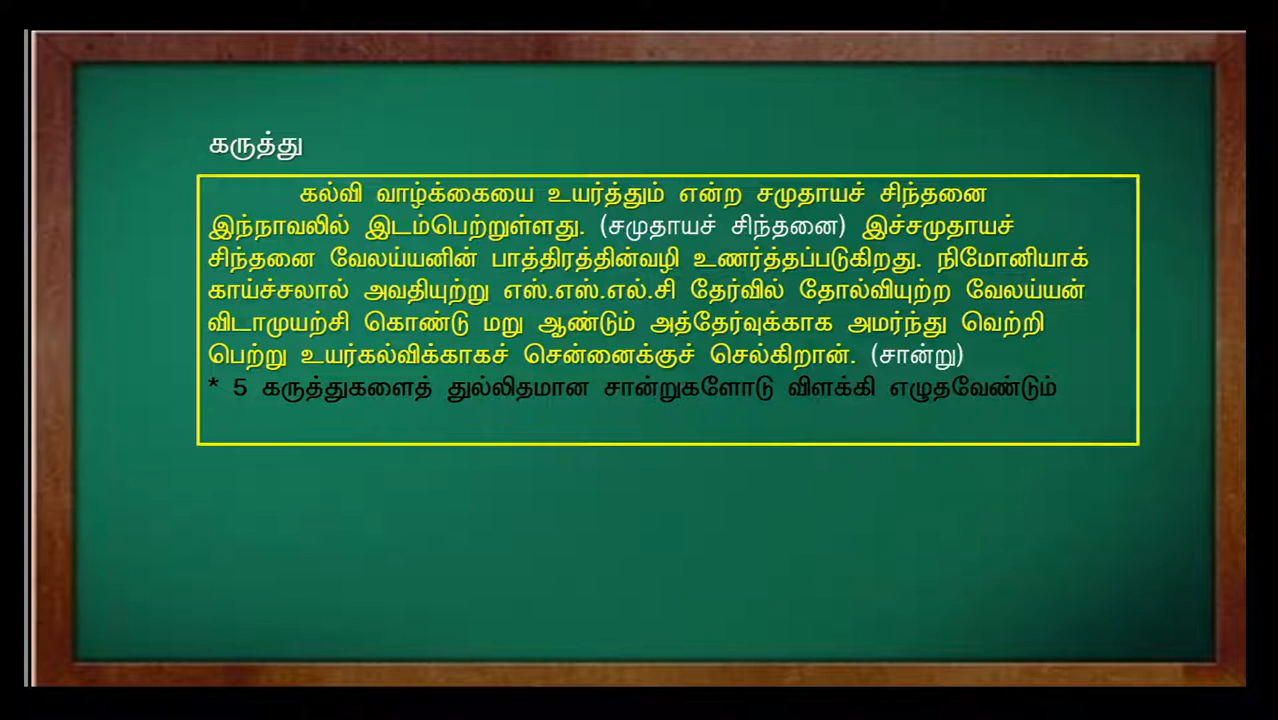 கருத்து
கல்வி வாழ்க்கையை உயர்த்தும் என்ற சமுதாயச் சிந்தனை
இந்நாவலில் இடம்பெற்றுள்ளது. (சமுதாயச் சிந்தனை) இச்சமுதாயச்
சிந்தனை வேலய்யனின் பாத்திரத்தின்வழி உணர்த்தப்படுகிறது. நிமோனியாக்
காய்ச்சலால் அவதியுற்று எஸ்.எஸ்.எல்.சி தேர்வில் தோல்வியுற்ற வேலய்யன்
விடாமுயற்சி கொண்டு மறு ஆண்டும் அத்தேர்வுக்காக அமர்ந்து வெற்றி
பெற்று உயர்கல்விக்காகச் சென்னைக்குச் செல்கிறான். (சான்று)
* 5 கருத்துகளைத் துல்லிதமான சான்றுகளோடு விளக்கி எழுதவேண்டும்